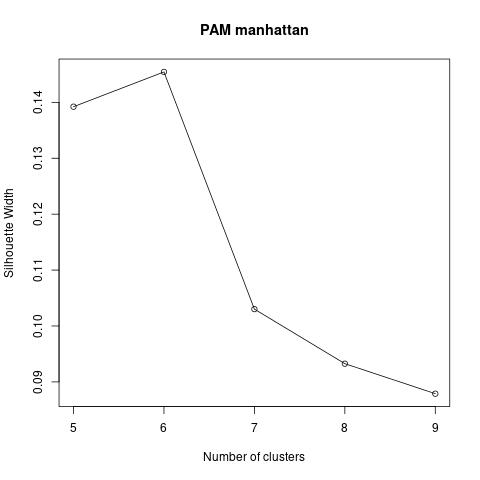 PAM manhattan
Silhouette Width
0.14
0.13
0.12
0.11
0.10
0.09
5 6 7 8 9
Number of clusters